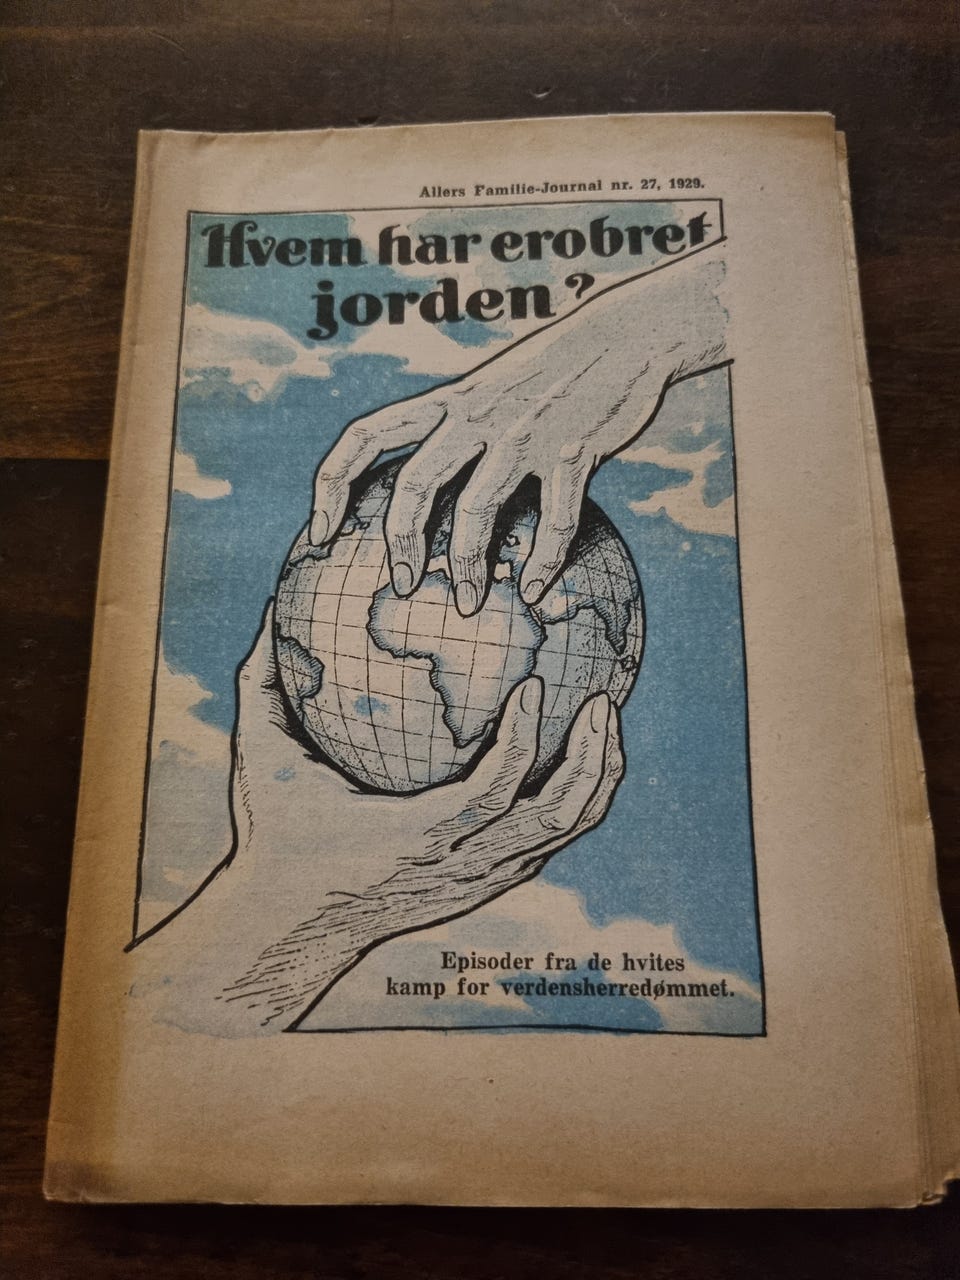 Allers Familie-Journal nr. 27, 1929.
Hvem har erobret
jorden?
Episoder fra de hvites
kamp for verdensherredømmet.